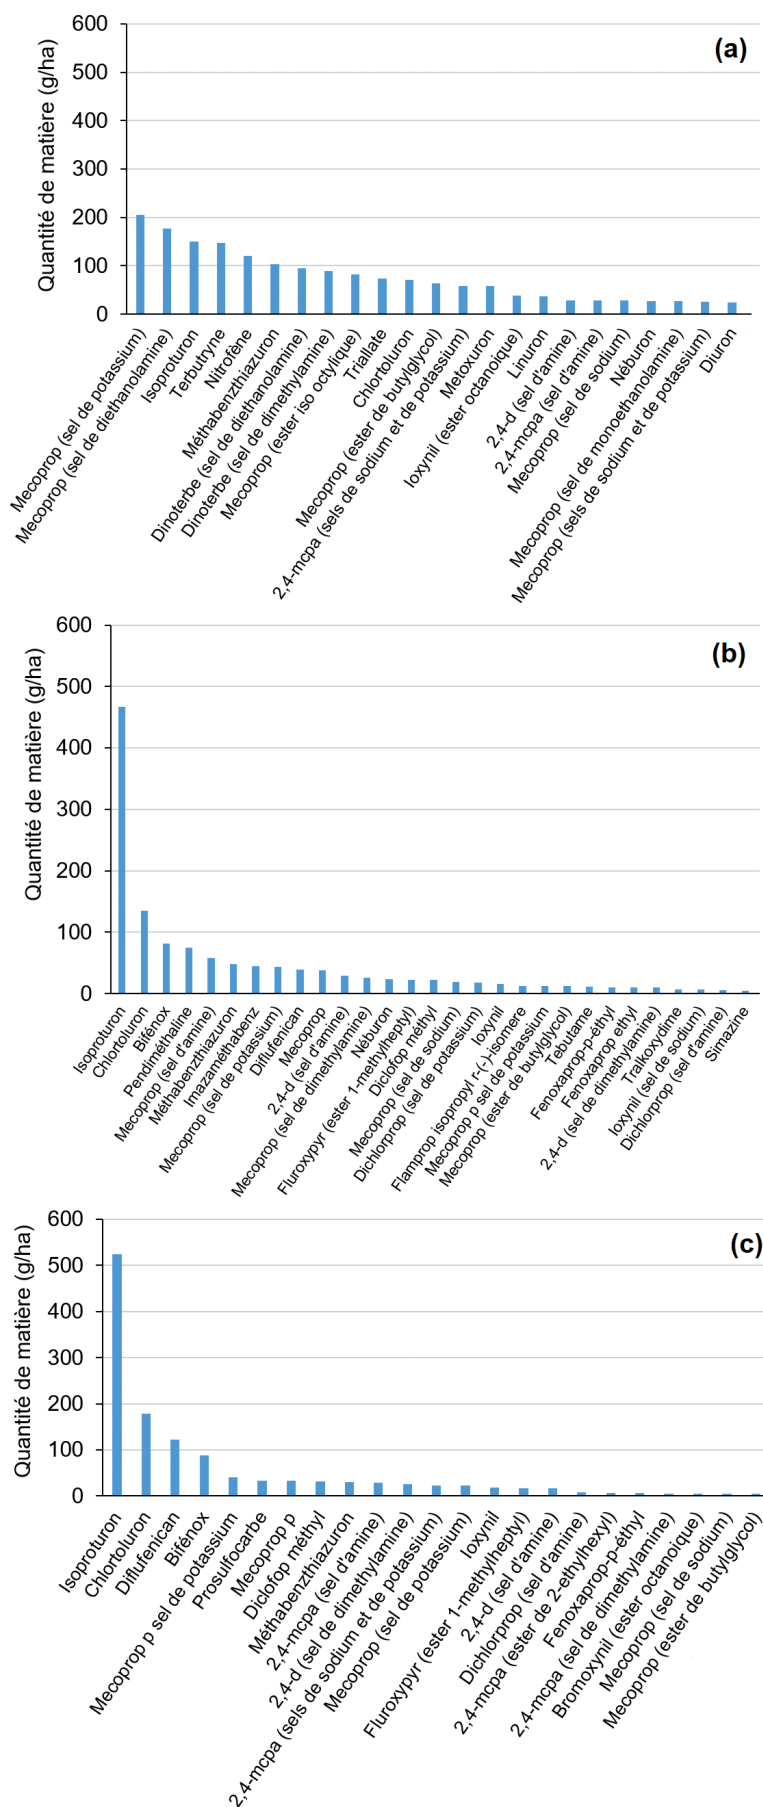 (a)
Quantité de matière (g/ha)
600
500
400
300
200
100
0
Mecoprop (sel de potassium)
Mecoprop (sel de diethanolamine)
Isoproturon
Terbutryne
Nitrofène
Méthabenzthiazuron
Dinoterbe (sel de diethanolamine)
Dinoterbe (sel de dimethylamine)
Mecoprop (ester iso octylique)
Triallate
Chlortoluron
Mecoprop (ester de butylglycol)
2,4-mcpa (sels de sodium et de potassium)
Metoxuron
Ioxynil (ester octanoique)
Linuron
2,4-d (sel d'amine)
2,4-mcpa (sel d'amine)
Mecoprop (sel de sodium)
Néburon
Mecoprop (sel de monoethanolamine)
Mecoprop (sels de sodium et de potassium)
Diuron
(b)
Quantité de matière (g/ha)
600
500
400
300
200
100
0
Isoproturon
Chlortoluron
Bifénox
Pendiméthaline
Mecoprop (sel d'amine)
Méthabenzthiazuron
Imazaméthabenz
Mecoprop (sel de potassium)
Diflufenican
Mecoprop
2,4-d (sel d'amine)
Mecoprop (sel de dimethylamine)
Néburon
Fluroxypyr (ester 1-methylheptyl)
Diclofop méthyl
Mecoprop (sel de sodium)
Dichlorprop (sel de potassium)
Ioxynil
Flamprop isopropyl r-(-)-isomere
Mecoprop p sel de potassium
Mecoprop (ester de butylglycol)
Tebutame
Fenoxaprop-p-éthyl
Fenoxaprop ethyl
2,4-d (sel de dimethylamine)
Tralkoxydime
Ioxynil (sel de sodium)
Dichlorprop (sel d'amine)
Simazine
(c)
Quantité de matière (g/ha)
600
500
400
300
200
100
0
Isoproturon
Chlortoluron
Diflufenican
Bifénox
Mecoprop p sel de potassium
Prosulfocarbe
Mecoprop p
Diclofop méthyl
Méthabenzthiazuron
2,4-mcpa (sel d'amine)
2,4-d (sel de dimethylamine)
2,4-mcpa (sels de sodium et de potassium)
Mecoprop (sel de potassium)
Ioxynil
Fluroxypyr (ester 1-methylheptyl)
2,4-d (sel d'amine)
Dichlorprop (sel d'amine)
2,4-mcpa (ester de 2-ethylhexyl)
Fenoxaprop-p-éthyl
2,4-mcpa (sel de dimethylamine)
Bromoxynil (ester octanoique)
Mecoprop (sel de sodium)
Mecoprop (ester de butylglycol)